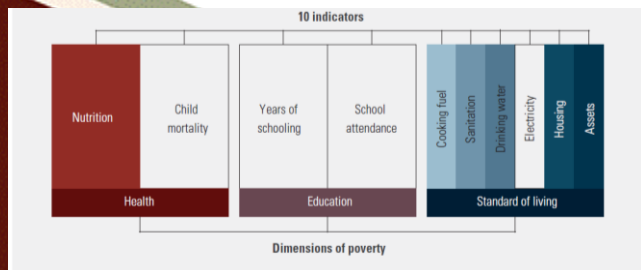 10 indicators
Nutrition
Child
mortality
Years of
schooling
School
attendance
Cooking fuel
Sanitation
Drinking water
Electricity
Housing
Assets
Health
Education
Standard of living
Dimensions of poverty